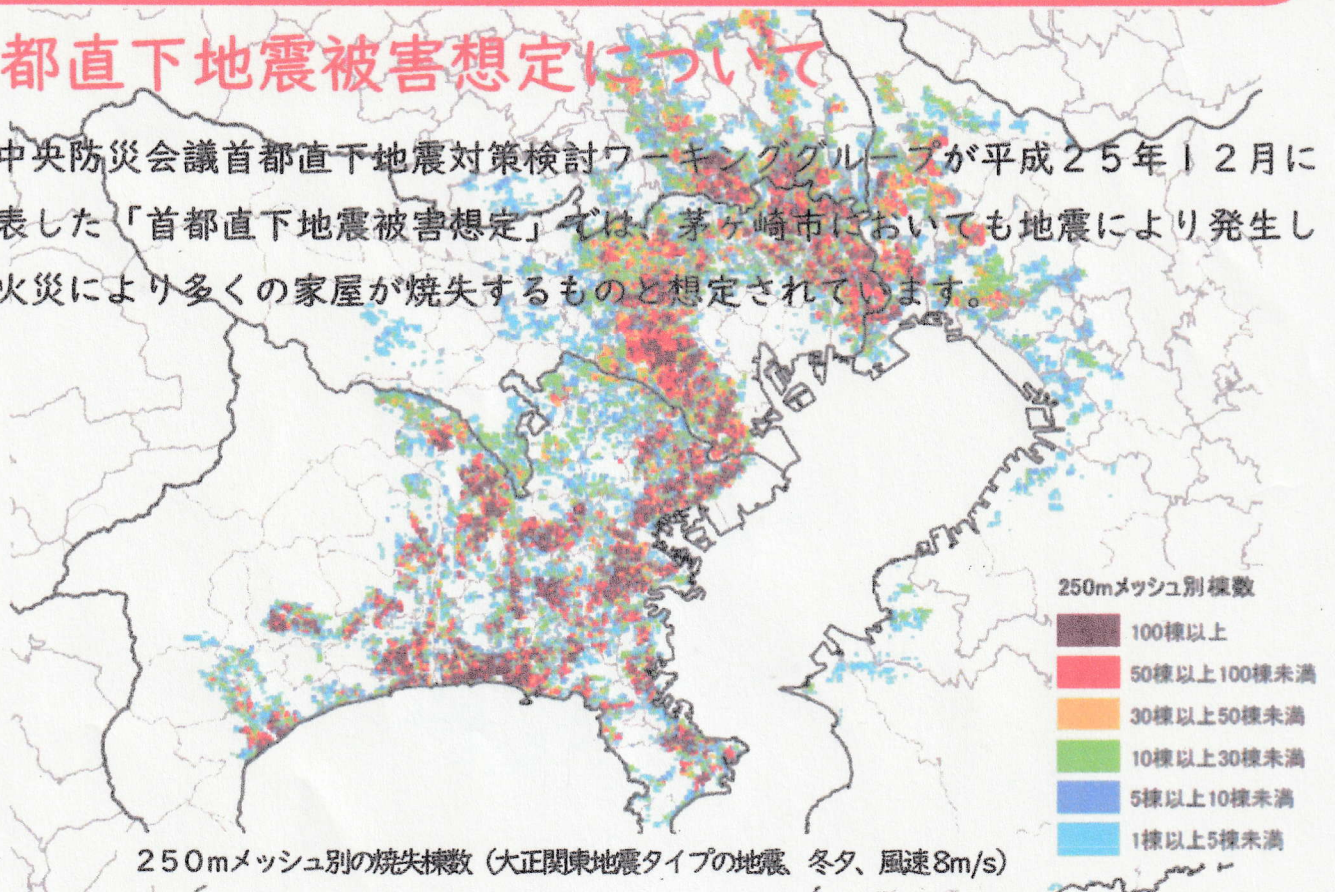 都直下地震被害想定について
中央防災会議首都直下地震対策検討ワーキンググループが平成25年12月に
表した「首都直下地震被害想定」では、茅ヶ崎市においても地震により発生し
火災により多くの家屋が焼失するものと想定されています。
250mメッシュ別棟数
100棟以上
50棟以上100棟未満
30棟以上50棟未満
10棟以上30棟未満
5棟以上10棟未満
1棟以上5棟未満
250mメッシュ別の焼失棟数（大正関東地震タイプの地震、冬夕、風速8m/s）